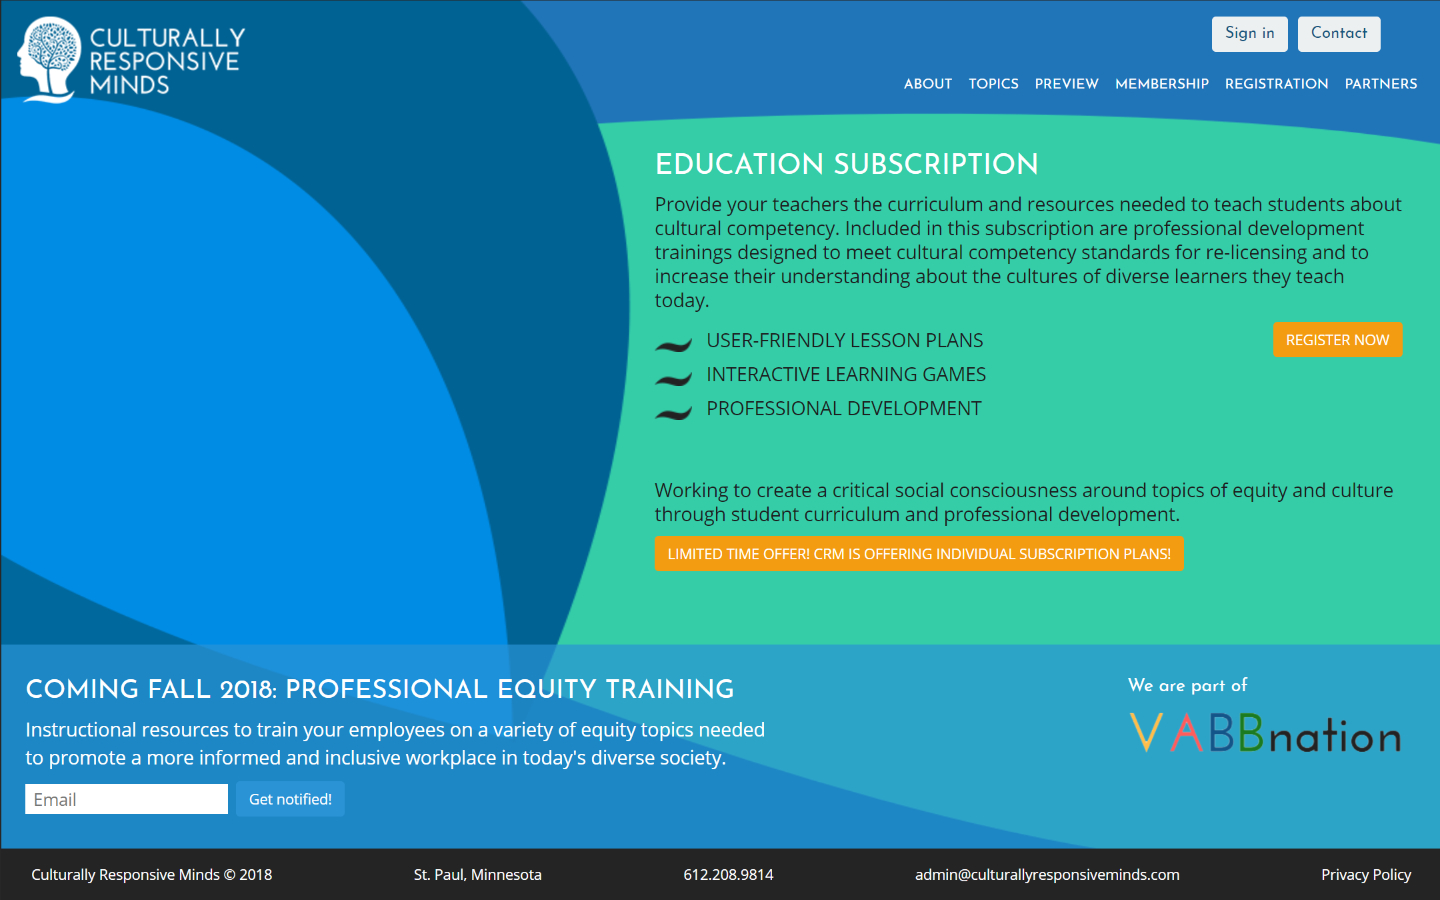 CULTURALLY
RESPONSIVE
MINDS
Sign in
Contact
ABOUT TOPICS PREVIEW MEMBERSHIP REGISTRATION PARTNERS
EDUCATION SUBSCRIPTION
Provide your teachers the curriculum and resources needed to teach students about
cultural competency. Included in this subscription are professional development
trainings designed to meet cultural competency standards for re-licensing and to
increase their understanding about the cultures of diverse learners they teach
today.
USER-FRIENDLY LESSON PLANS
REGISTER NOW
INTERACTIVE LEARNING GAMES
PROFESSIONAL DEVELOPMENT
Working to create a critical social consciousness around topics of equity and culture
through student curriculum and professional development.
LIMITED TIME OFFER! CRM IS OFFERING INDIVIDUAL SUBSCRIPTION PLANS!
COMING FALL 2018: PROFESSIONAL EQUITY TRAINING
Instructional resources to train your employees on a variety of equity topics needed
to promote a more informed and inclusive workplace in today's diverse society.
Email
Get notified!
We are part of
VABBnation
Culturally Responsive Minds © 2018
St. Paul, Minnesota
612.208.9814
admin@culturallyresponsiveminds.com
Privacy Policy